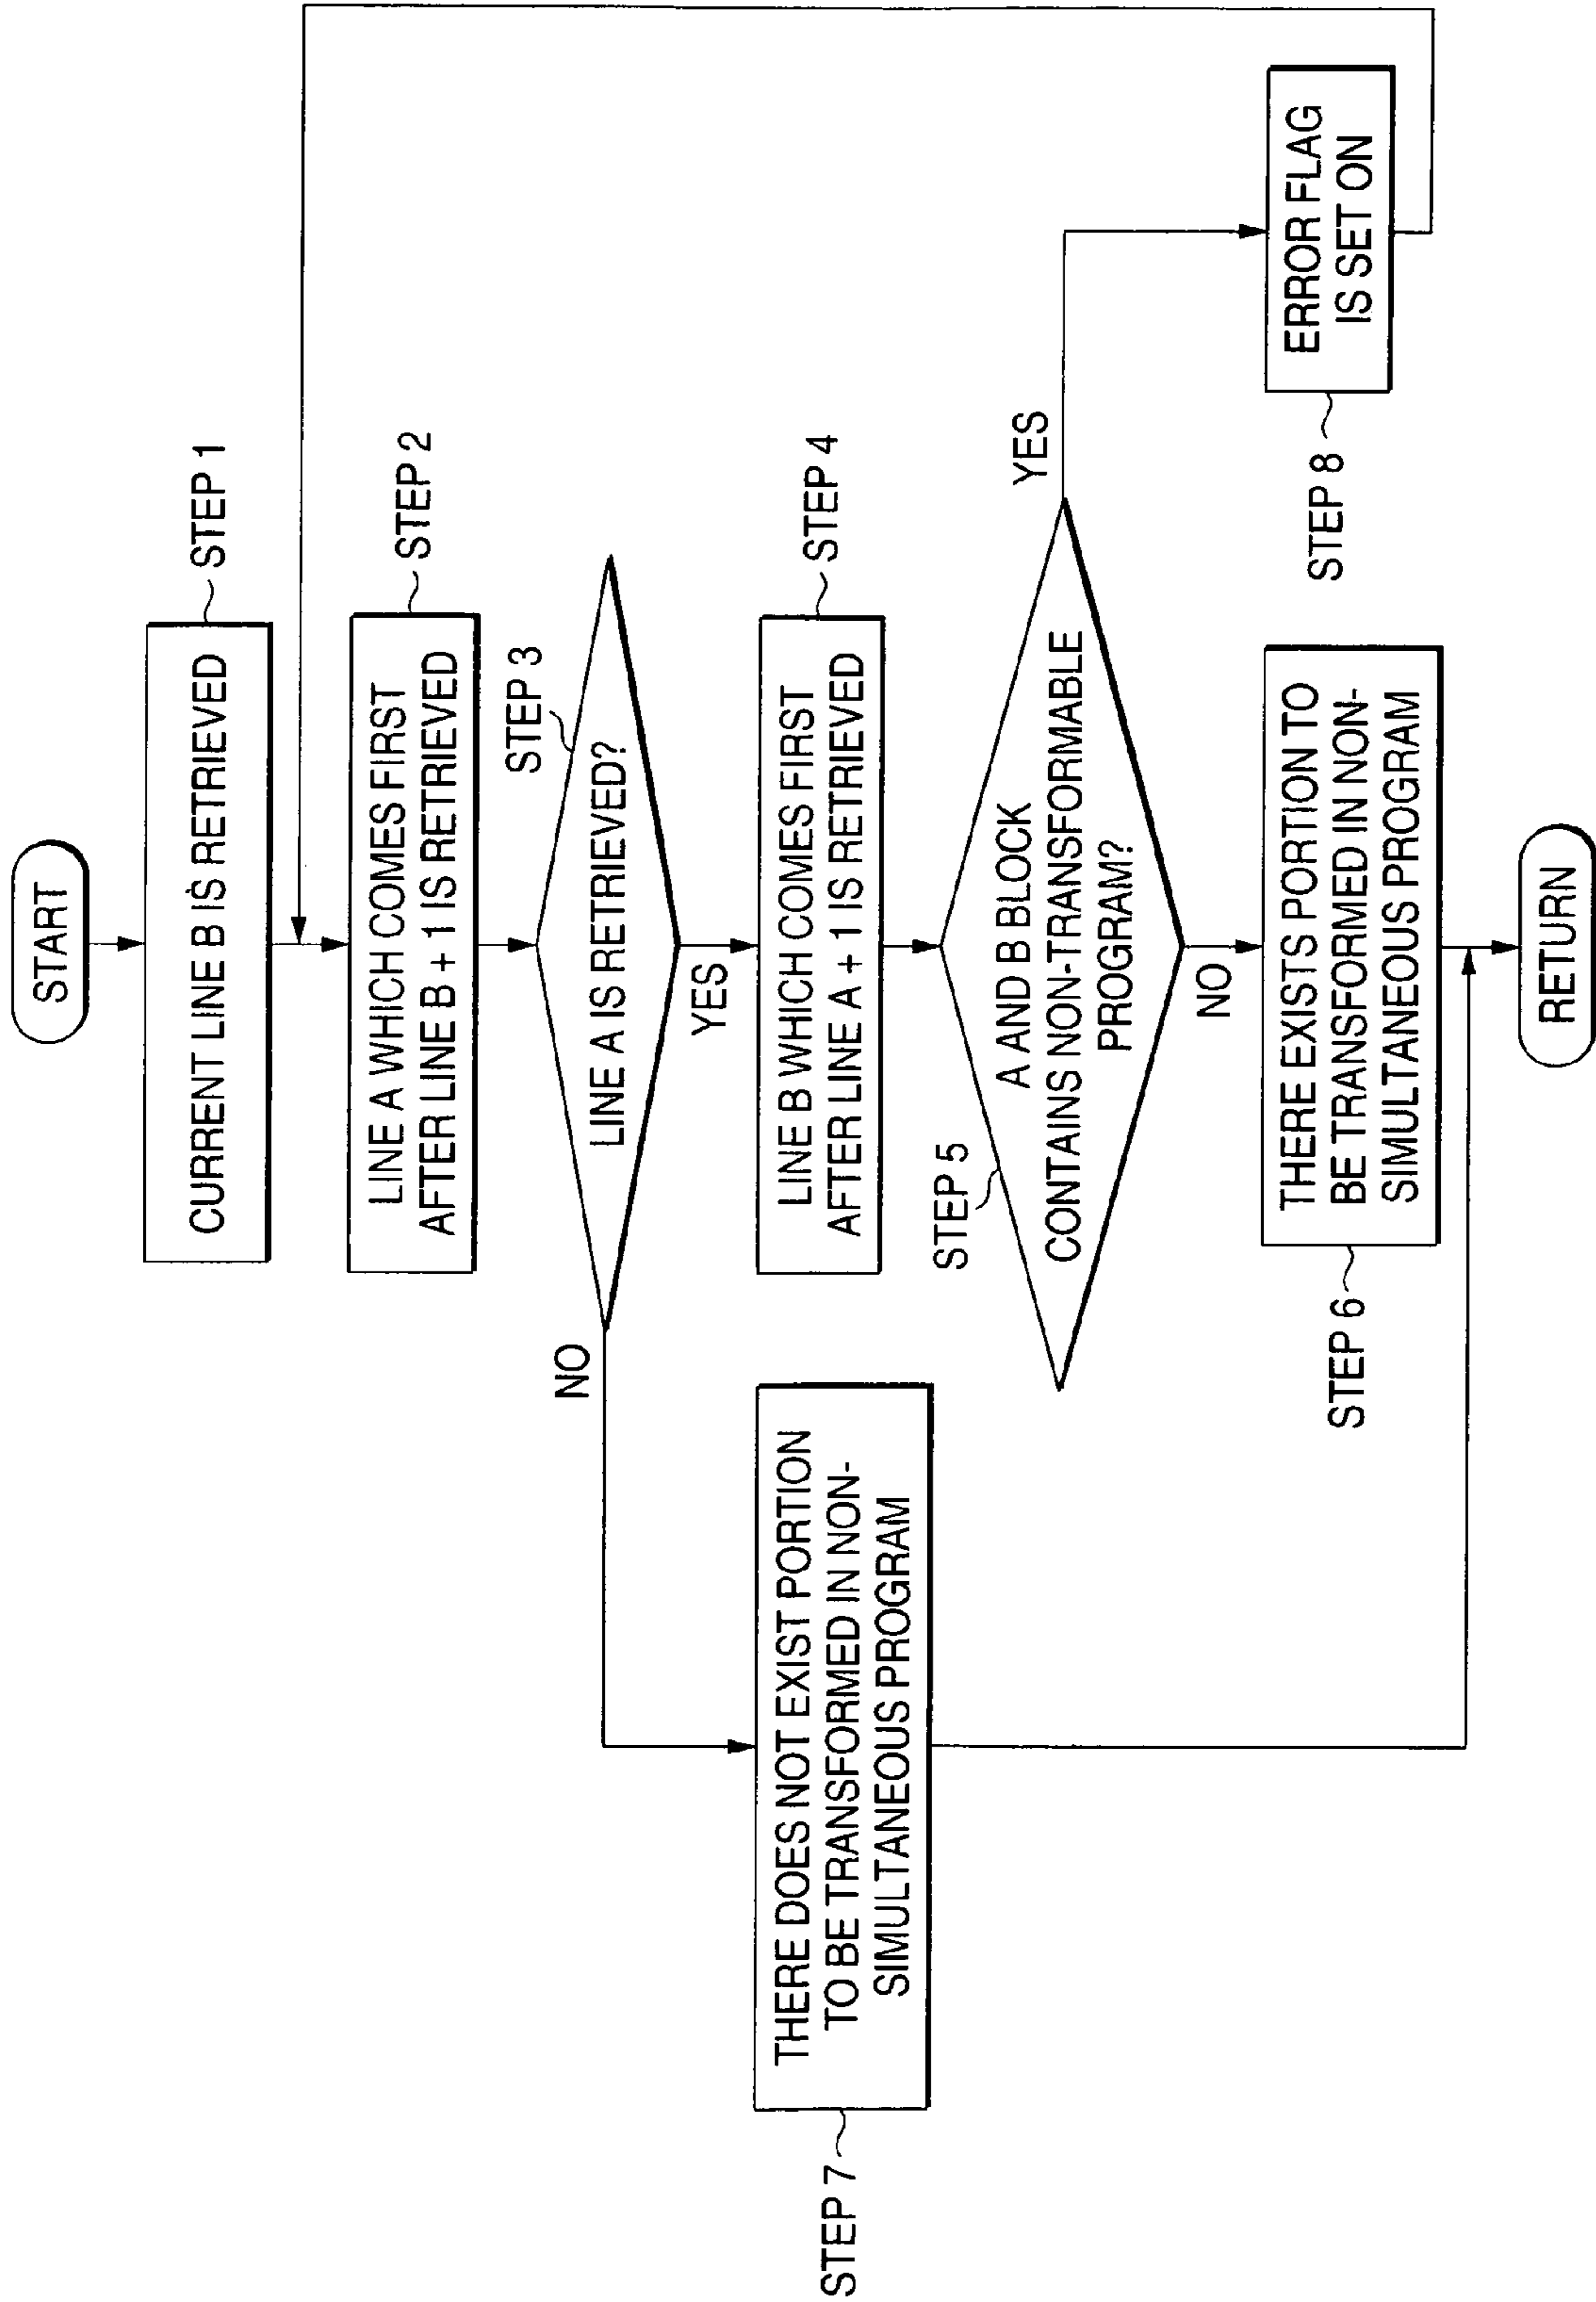 START
CURRENT LINE B IS RETRIEVED
STEP 1
LINE A WHICH COMES FIRST
AFTER LINE B + 1 IS RETRIEVED
STEP 2
STEP 3
LINE A IS RETRIEVED?
NO
YES
LINE B WHICH COMES FIRST
AFTER LINE A + 1 IS RETRIEVED
STEP 4
THERE DOES NOT EXIST PORTION
TO BE TRANSFORMED IN NON-
SIMULTANEOUS PROGRAM
STEP 7
STEP 5
A AND B BLOCK
CONTAINS NON-TRANSFORMABLE
PROGRAM?
YES
NO
THERE EXISTS PORTION TO
BE TRANSFORMED IN NON-
SIMULTANEOUS PROGRAM
STEP 6
ERROR FLAG
IS SET ON
STEP 8
RETURN